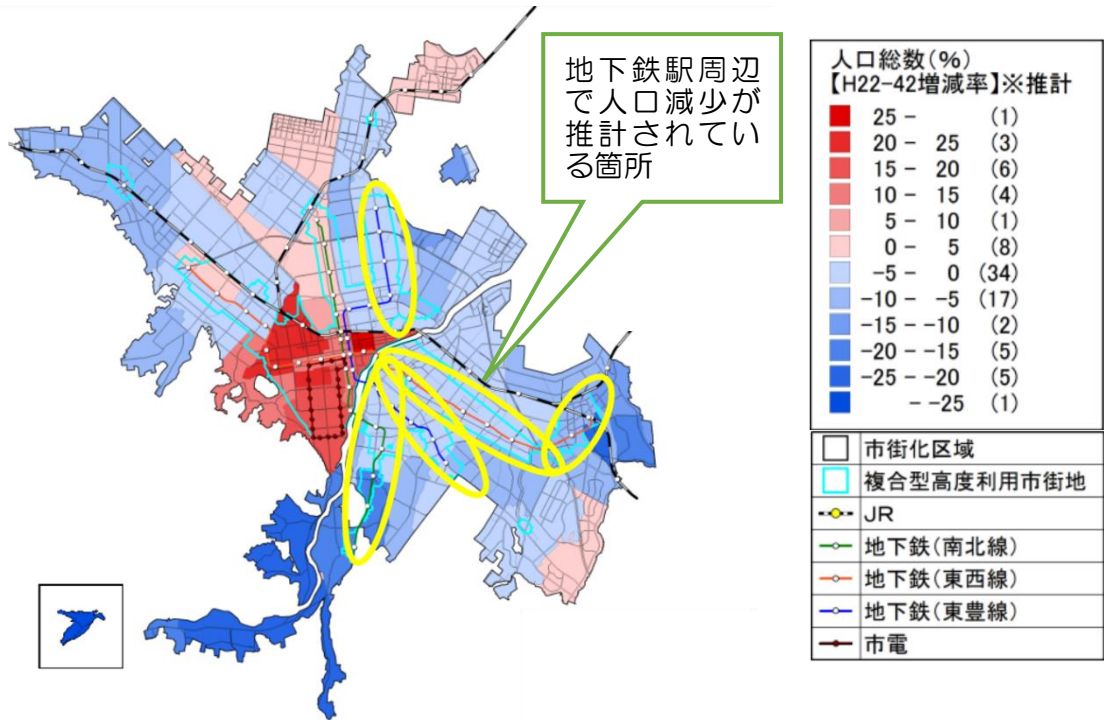 地下鉄駅周辺
で人口減少が
推計されてい
る箇所
人口総数(%)
【H22-42増減率】※推計
25 - (1)
20 - 25 (3)
15 - 20 (6)
10 - 15 (4)
5 - 10 (1)
0 - 5 (8)
-5 - 0 (34)
-10 - -5 (17)
-15 - -10 (2)
-20 - -15 (5)
-25 - -20 (5)
- -25 (1)
市街化区域
複合型高度利用市街地
JR
地下鉄(南北線)
地下鉄(東西線)
地下鉄(東豊線)
市電